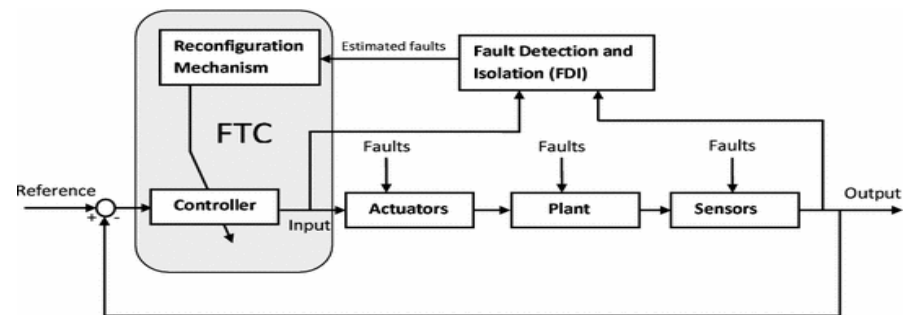 Reconfiguration
Mechanism
Estimated faults
Fault Detection and
Isolation (FDI)
FTC
Faults
Faults
Faults
Reference
+
-
Controller
Input
Actuators
Plant
Sensors
Output